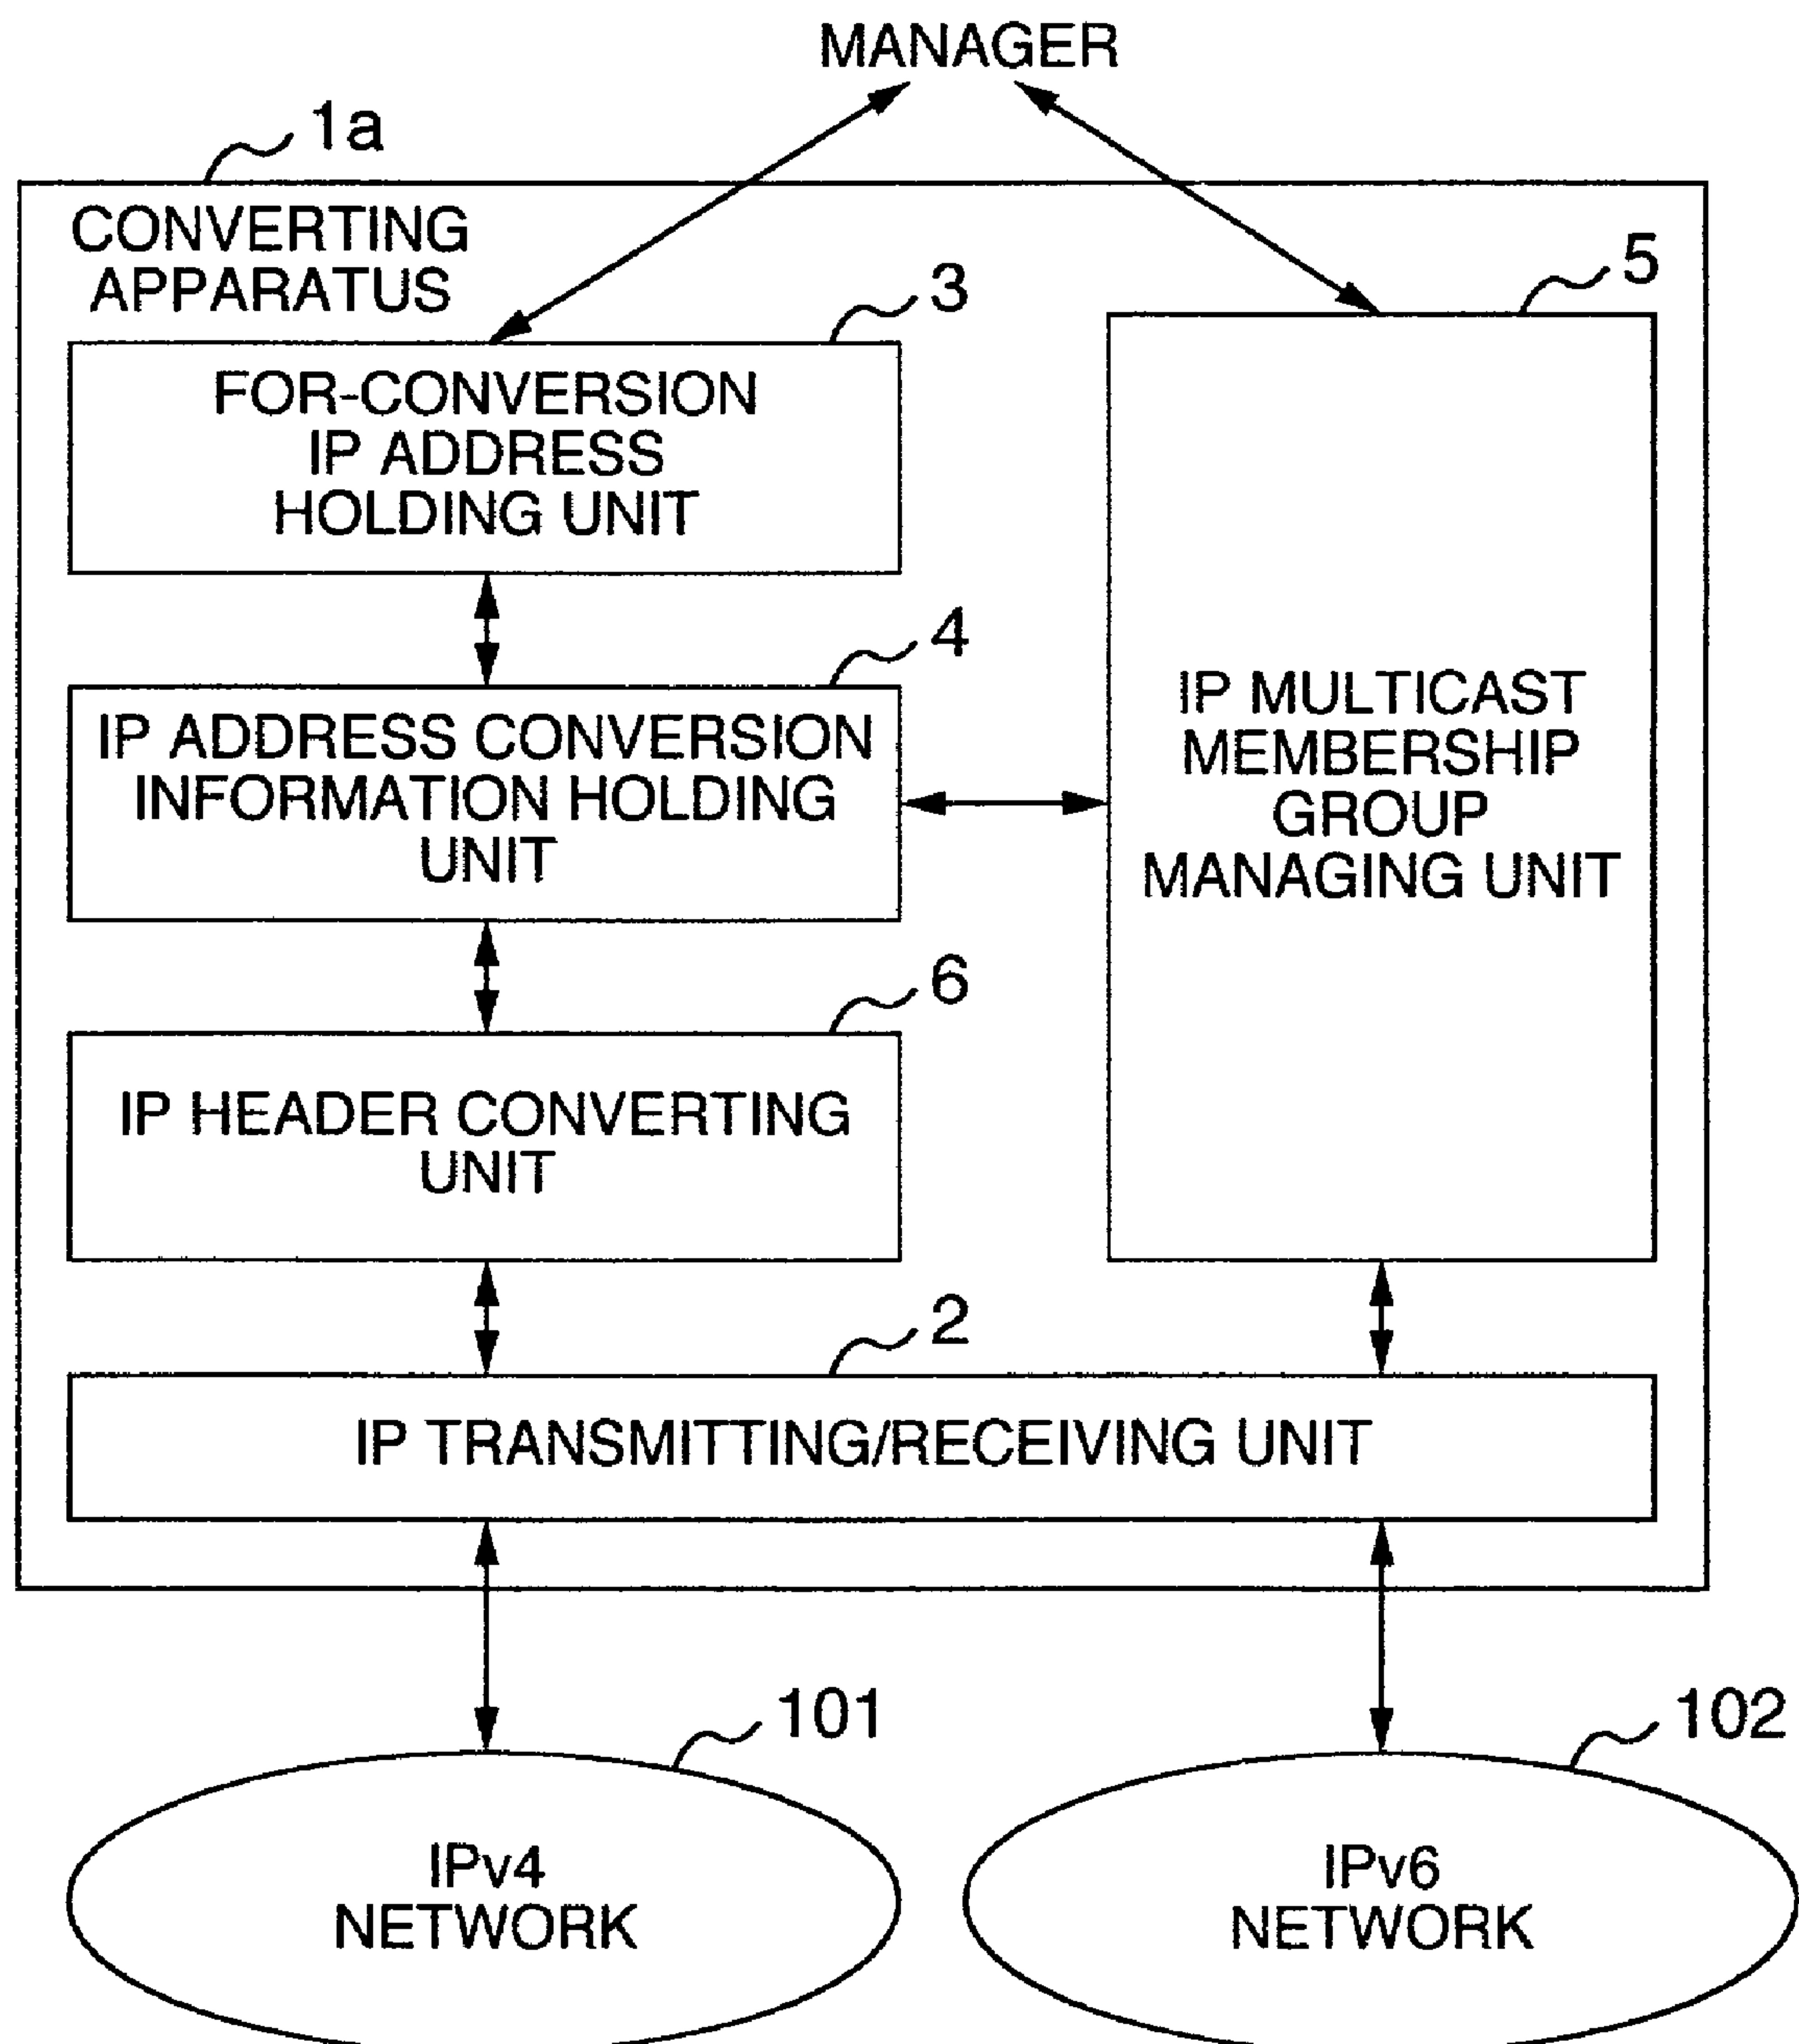 MANAGER
1a
CONVERTING
APPARATUS
3
5
FOR-CONVERSION
IP ADDRESS
HOLDING UNIT
4
IP ADDRESS CONVERSION
INFORMATION HOLDING
UNIT
IP MULTICAST
MEMBERSHIP
GROUP
MANAGING UNIT
6
IP HEADER CONVERTING
UNIT
2
IP TRANSMITTING/RECEIVING UNIT
101
102
IPv4
NETWORK
IPv6
NETWORK